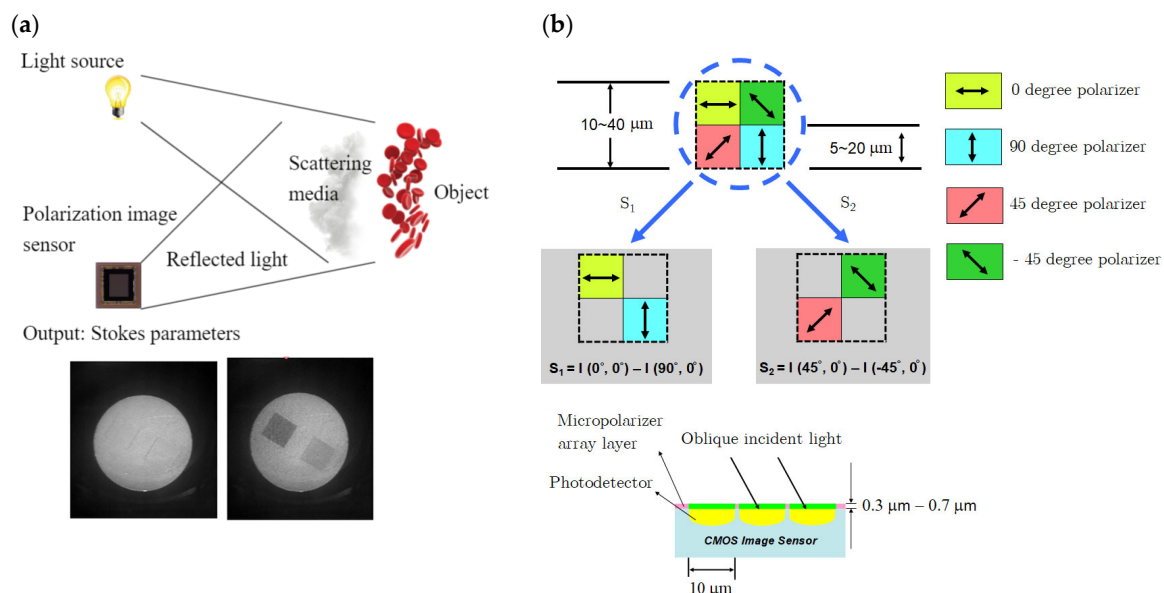 (a)
Light source
Scattering
media
Object
Polarization image
sensor
Reflected light
Output: Stokes parameters
(b)
10~40 μm
5~20 μm
0 degree polarizer
90 degree polarizer
45 degree polarizer
- 45 degree polarizer
S₁
S₂
S₁ = I (0°, 0°) – I (90°, 0°)
S₂ = I (45°, 0°) – I (-45°, 0°)
Micropolarizer
array layer
Oblique incident light
Photodetector
0.3 μm – 0.7 μm
CMOS Image Sensor
10 μm